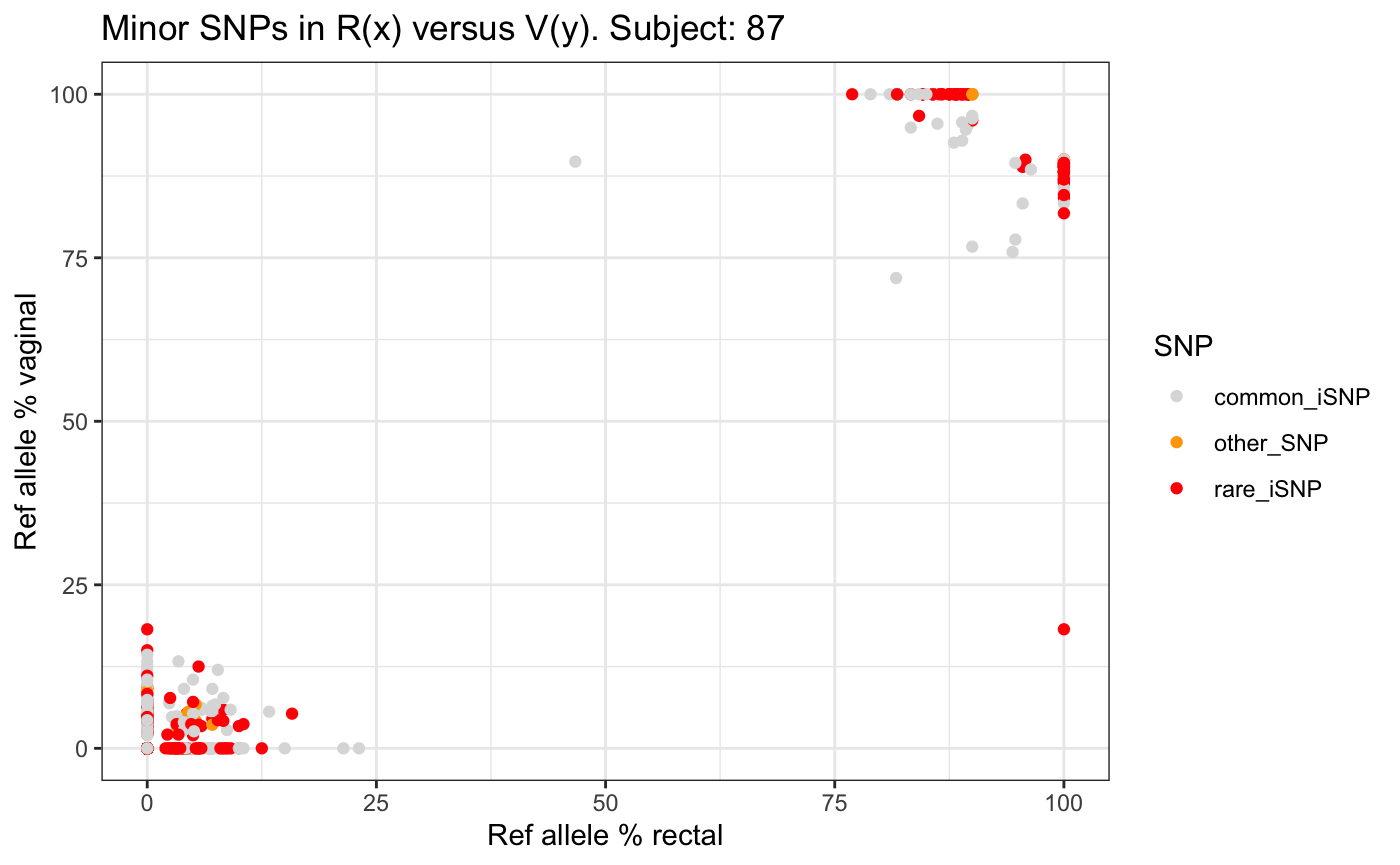 Minor SNPs in R(x) versus V(y). Subject: 87
100
75
50
25
0
Ref allele % vaginal
0 25 50 75 100
Ref allele % rectal
SNP
common_iSNP
other_SNP
rare_iSNP